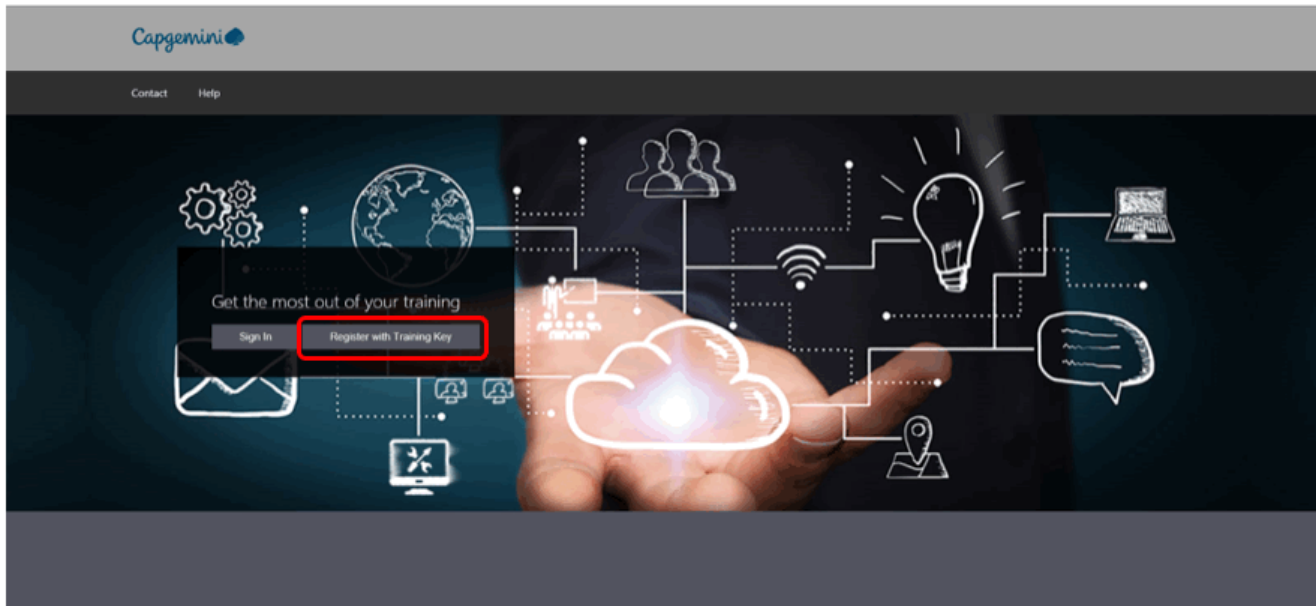 Capgemini
Contact Help
Get the most out of your training
Sign In Register with Training Key